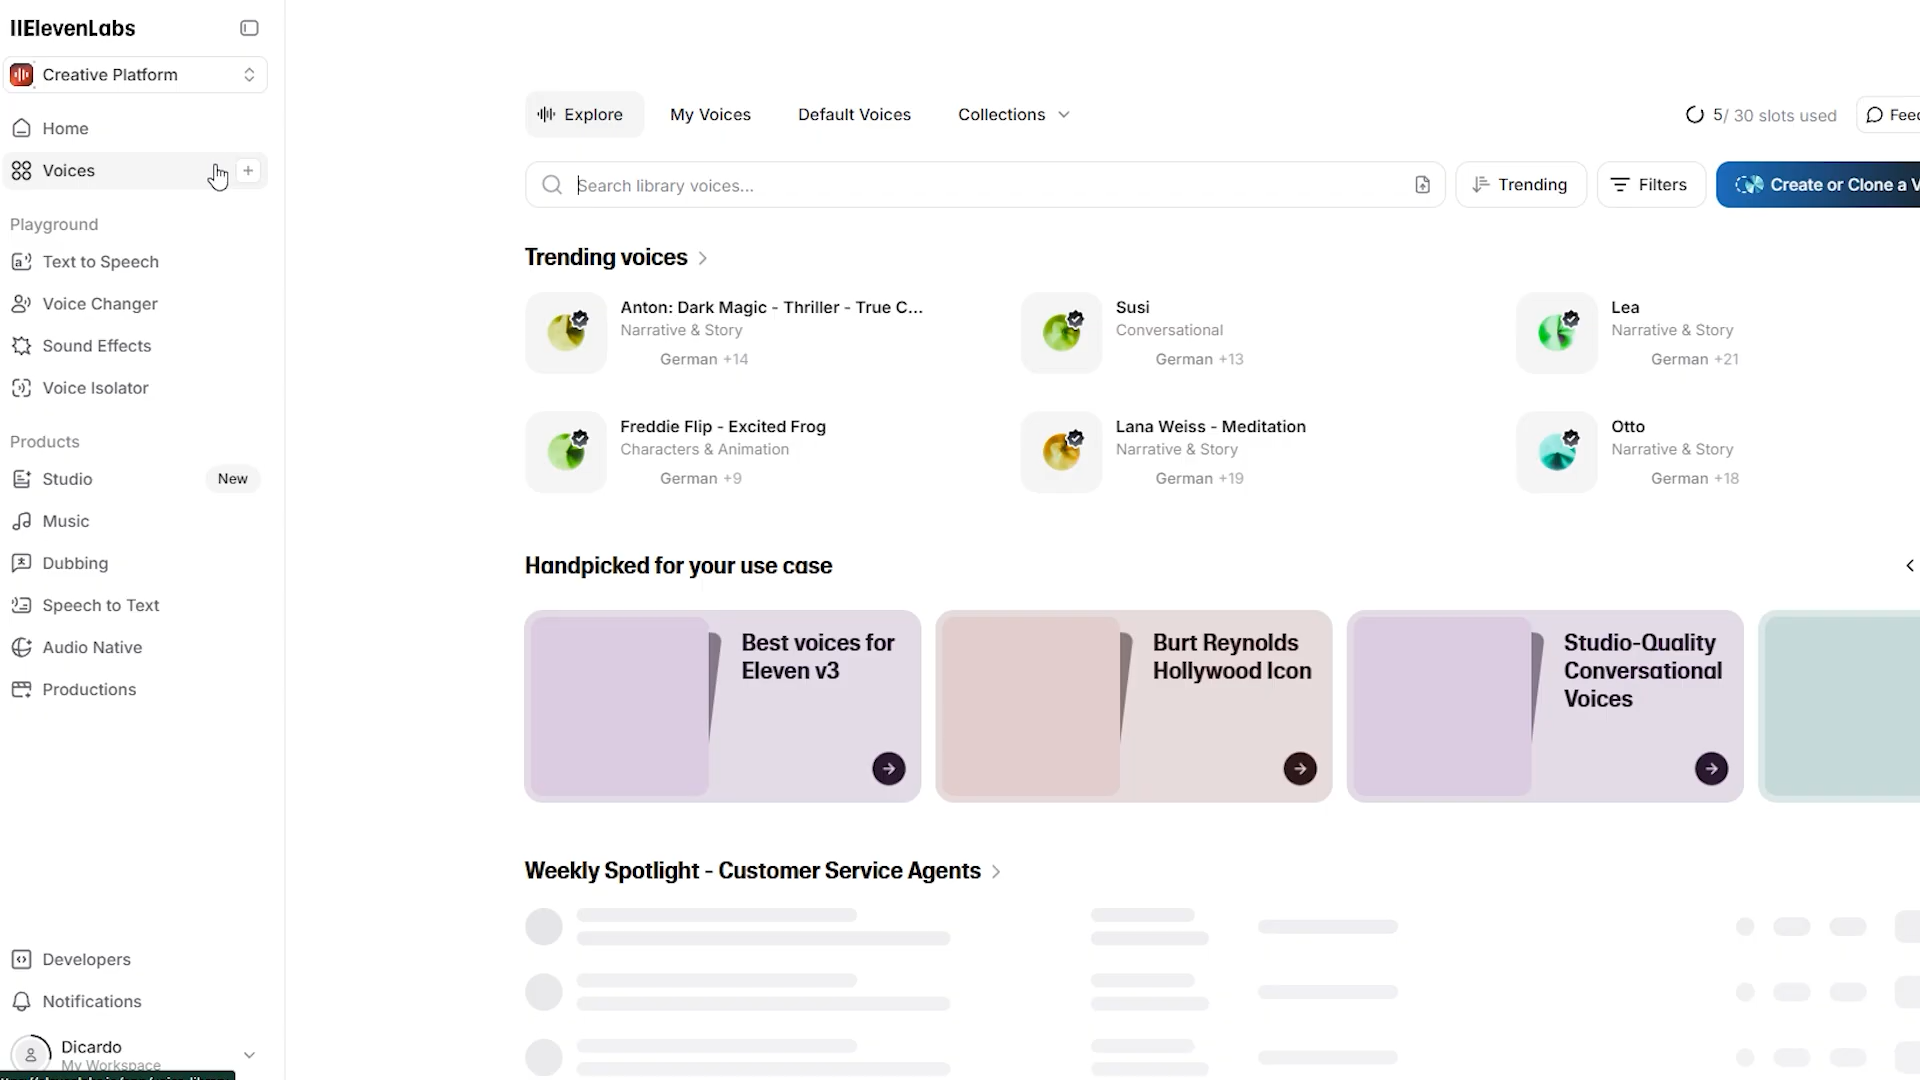 IIElevenLabs
Creative Platform
Home
Voices
Playground
Text to Speech
Voice Changer
Sound Effects
Voice Isolator
Products
Studio New
Music
Dubbing
Speech to Text
Audio Native
Productions
Developers
Notifications
Dicardo
My Workspace
Explore My Voices Default Voices Collections 5/ 30 slots used
Search library voices... Trending Filters Create or Clone a
Trending voices
Anton: Dark Magic - Thriller - True C...
Narrative & Story
German +14
Susi
Conversational
German +13
Lea
Narrative & Story
German +21
Freddie Flip - Excited Frog
Characters & Animation
German +9
Lana Weiss - Meditation
Narrative & Story
German +19
Otto
Narrative & Story
German +18
Handpicked for your use case
Best voices for
Eleven v3
Burt Reynolds
Hollywood Icon
Studio-Quality
Conversational
Voices
Weekly Spotlight - Customer Service Agents